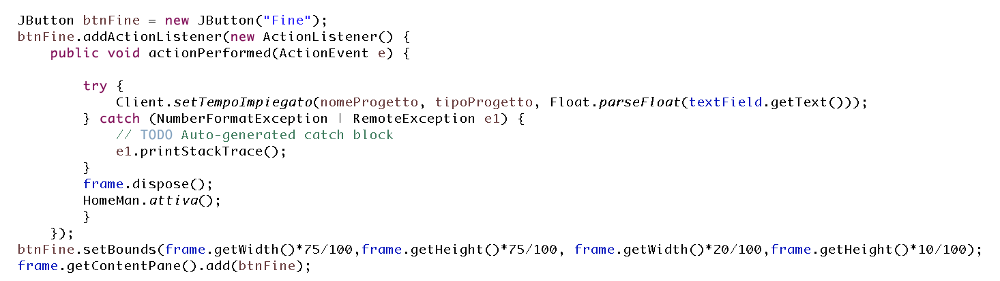 JButton btnFine = new JButton("Fine");
btnFine.addActionListener(new ActionListener() {
    public void actionPerformed(ActionEvent e) {

        try {
            Client.setTempoImpiegato(nomeProgetto, tipoProgetto, Float.parseFloat(textField.getText()));
        } catch (NumberFormatException | RemoteException e1) {
            // TODO Auto-generated catch block
            e1.printStackTrace();
        }
        frame.dispose();
        HomeMan.attiva();
        }
    });
btnFine.setBounds(frame.getWidth()*75/100,frame.getHeight()*75/100, frame.getWidth()*20/100,frame.getHeight()*10/100);
frame.getContentPane().add(btnFine);